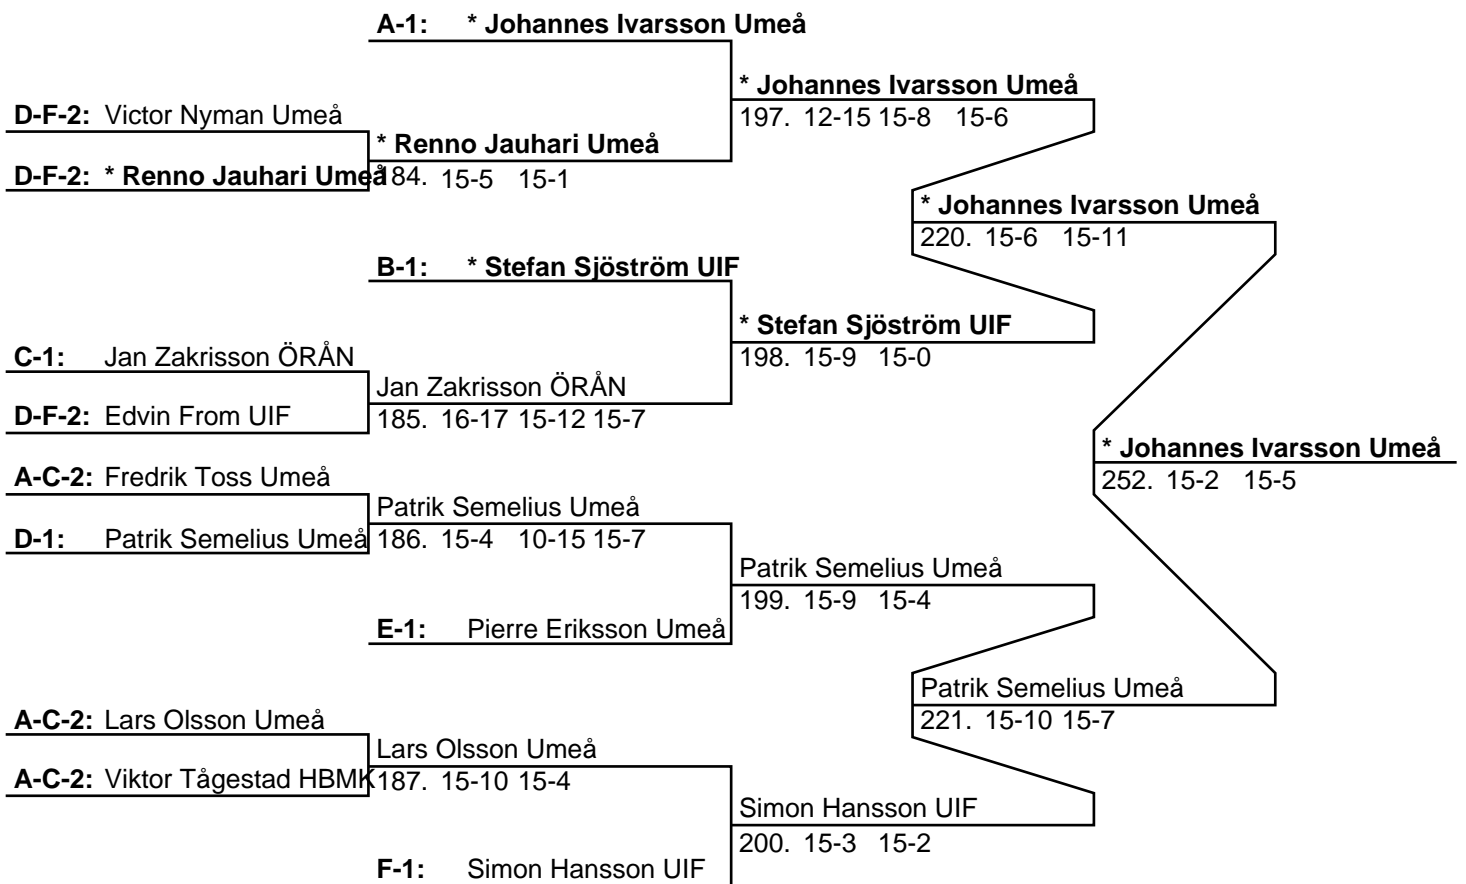 A-1: * Johannes Ivarsson Umeå
* Johannes Ivarsson Umeå
D-F-2: Victor Nyman Umeå
197. 12-15 15-8 15-6
* Renno Jauhari Umeå
D-F-2: * Renno Jauhari Umeå
184. 15-5 15-1
* Johannes Ivarsson Umeå
220. 15-6 15-11
B-1: * Stefan Sjöström UIF
* Stefan Sjöström UIF
198. 15-9 15-0
C-1: Jan Zakrisson ÖRÅN
Jan Zakrisson ÖRÅN
D-F-2: Edvin From UIF
185. 16-17 15-12 15-7
* Johannes Ivarsson Umeå
252. 15-2 15-5
A-C-2: Fredrik Toss Umeå
Patrik Semelius Umeå
D-1: Patrik Semelius Umeå
186. 15-4 10-15 15-7
Patrik Semelius Umeå
199. 15-9 15-4
E-1: Pierre Eriksson Umeå
Patrik Semelius Umeå
221. 15-10 15-7
A-C-2: Lars Olsson Umeå
Lars Olsson Umeå
A-C-2: Viktor Tågestad HBMK
187. 15-10 15-4
Simon Hansson UIF
200. 15-3 15-2
F-1: Simon Hansson UIF